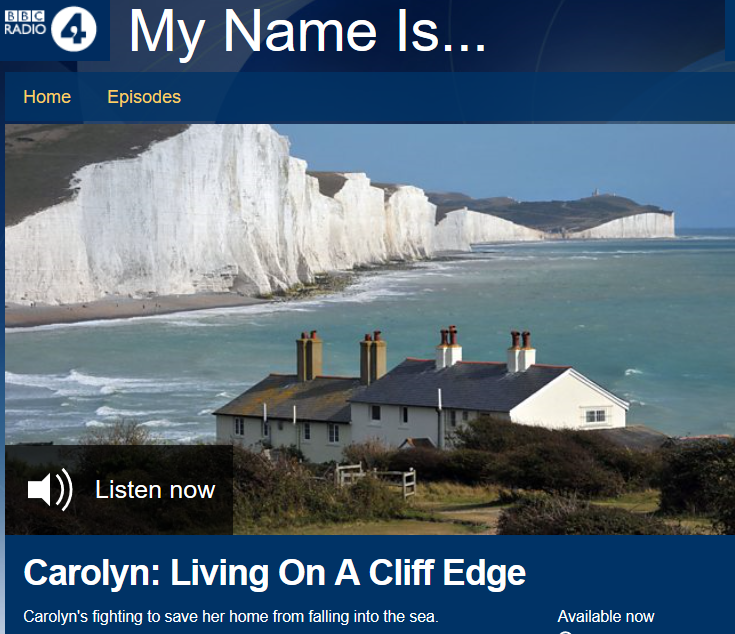 BBC
RADIO 4
My Name Is...
Home Episodes
Listen now
Carolyn: Living On A Cliff Edge
Carolyn's fighting to save her home from falling into the sea.
Available now